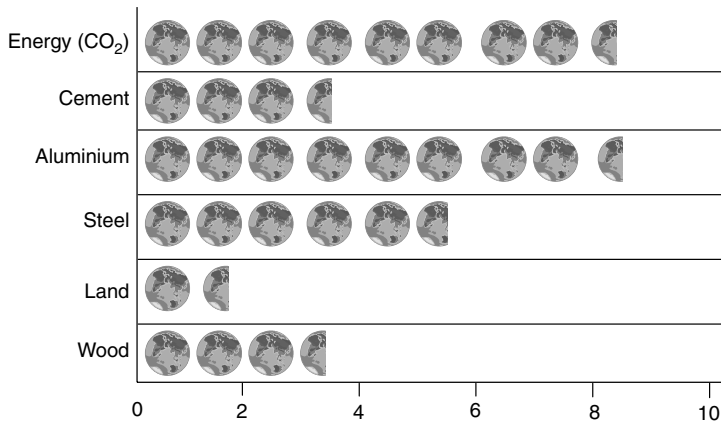 Energy (CO₂)
Cement
Aluminium
Steel
Land
Wood
0 2 4 6 8 10